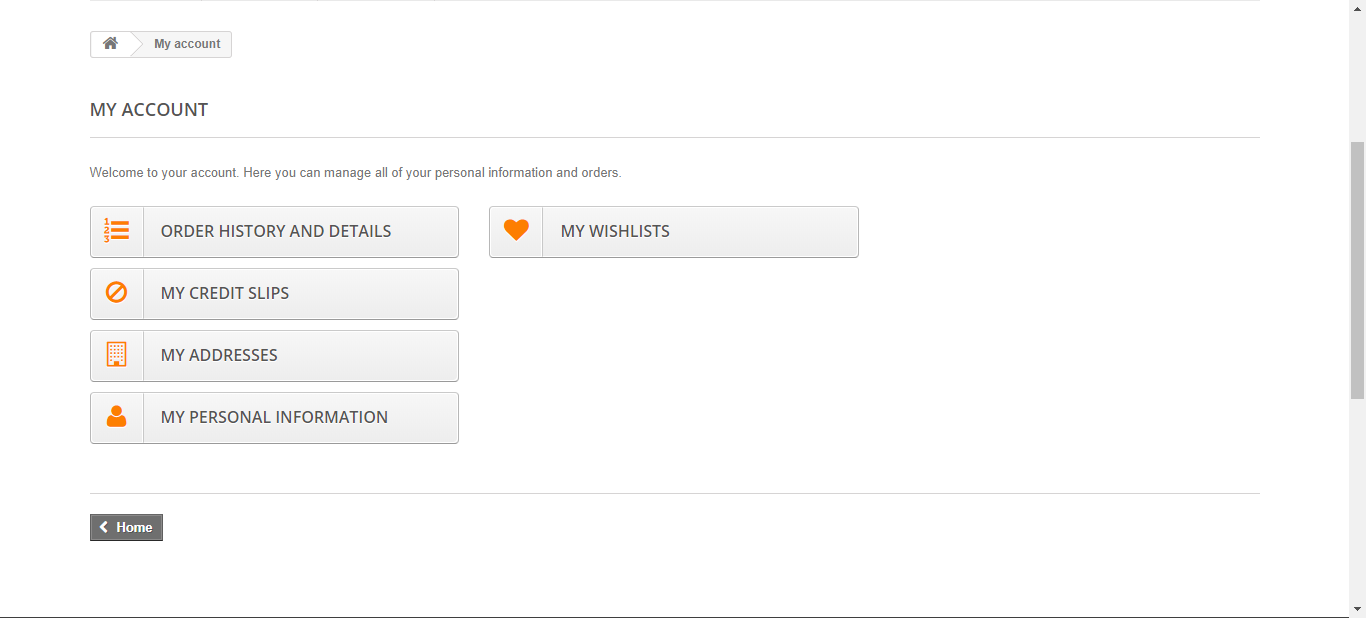 My account
MY ACCOUNT
Welcome to your account. Here you can manage all of your personal information and orders.
1
2
3
ORDER HISTORY AND DETAILS
MY WISHLISTS
MY CREDIT SLIPS
MY ADDRESSES
MY PERSONAL INFORMATION
Home